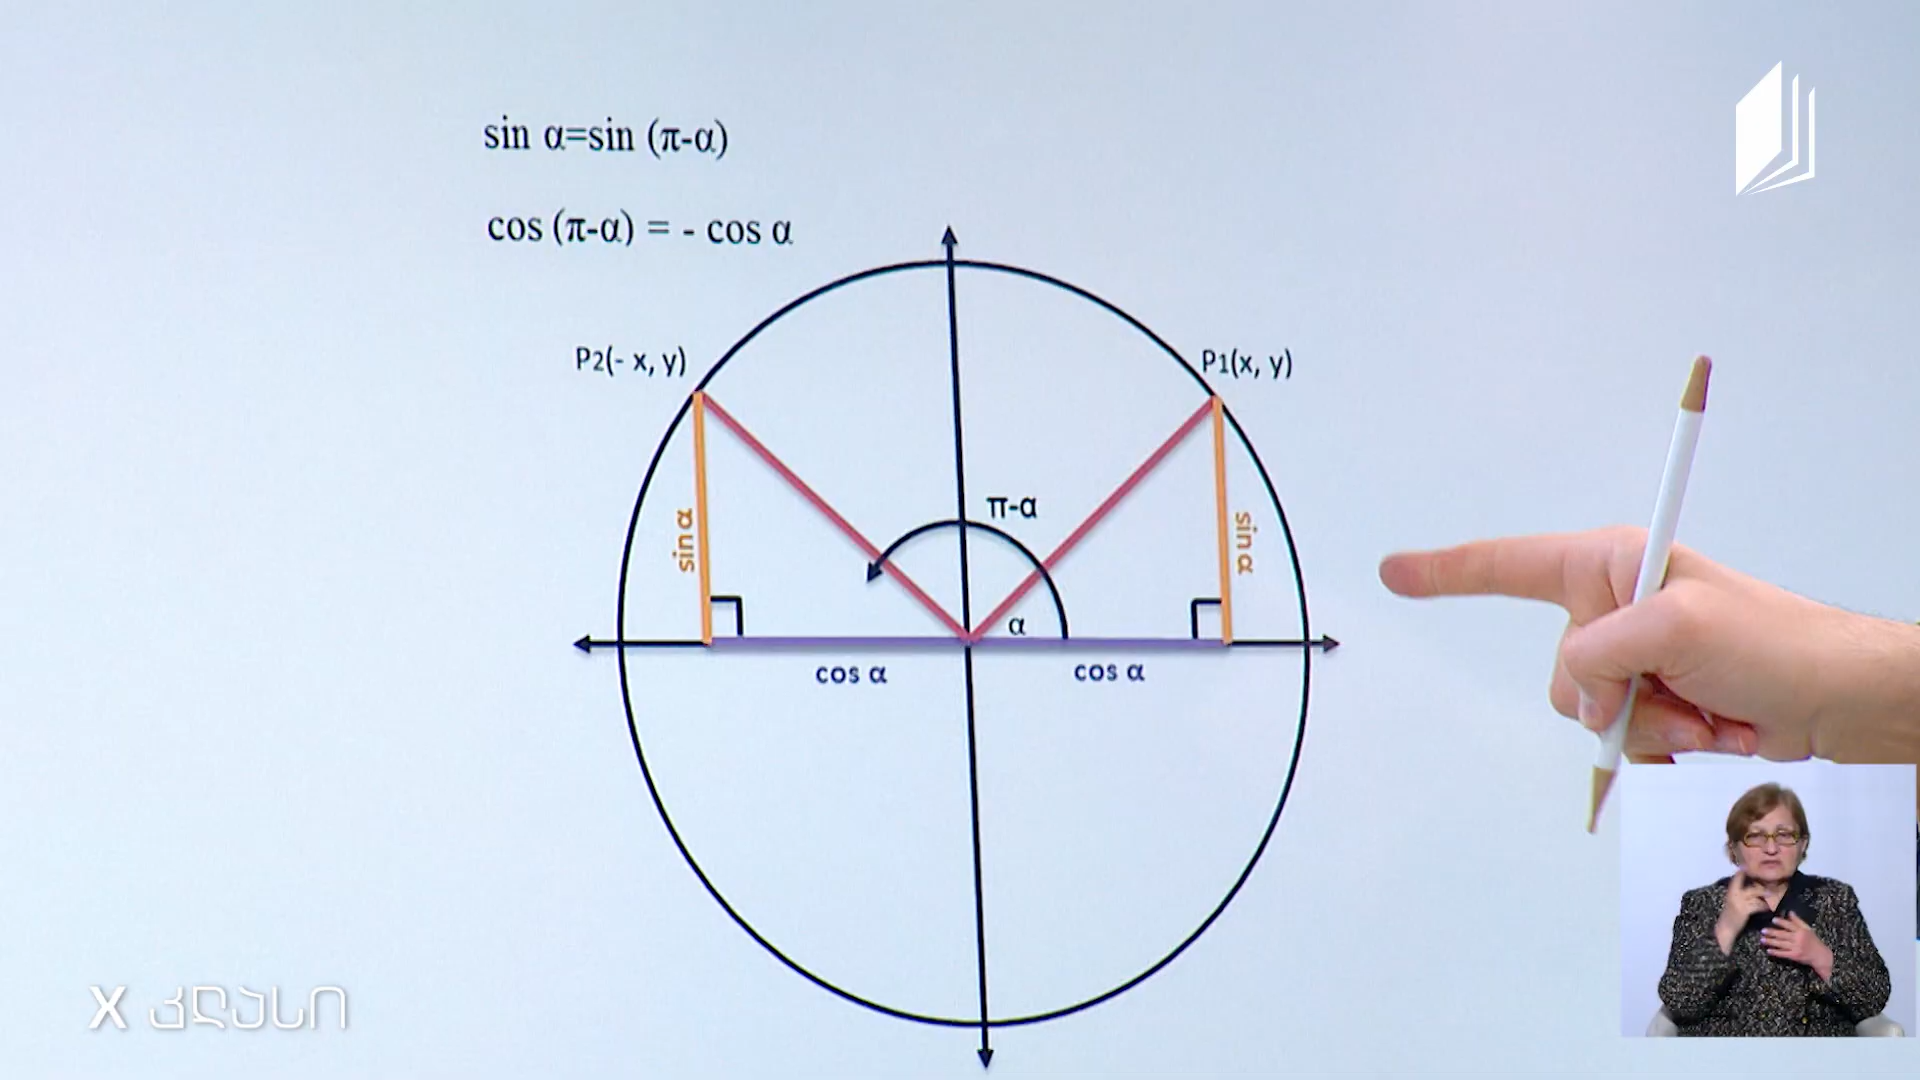 sin α=sin (π-α)
cos (π-α) = - cos α
P2(- x, y)
P1(x, y)
π-α
sin α
sin α
α
cos α
cos α
X კლასი